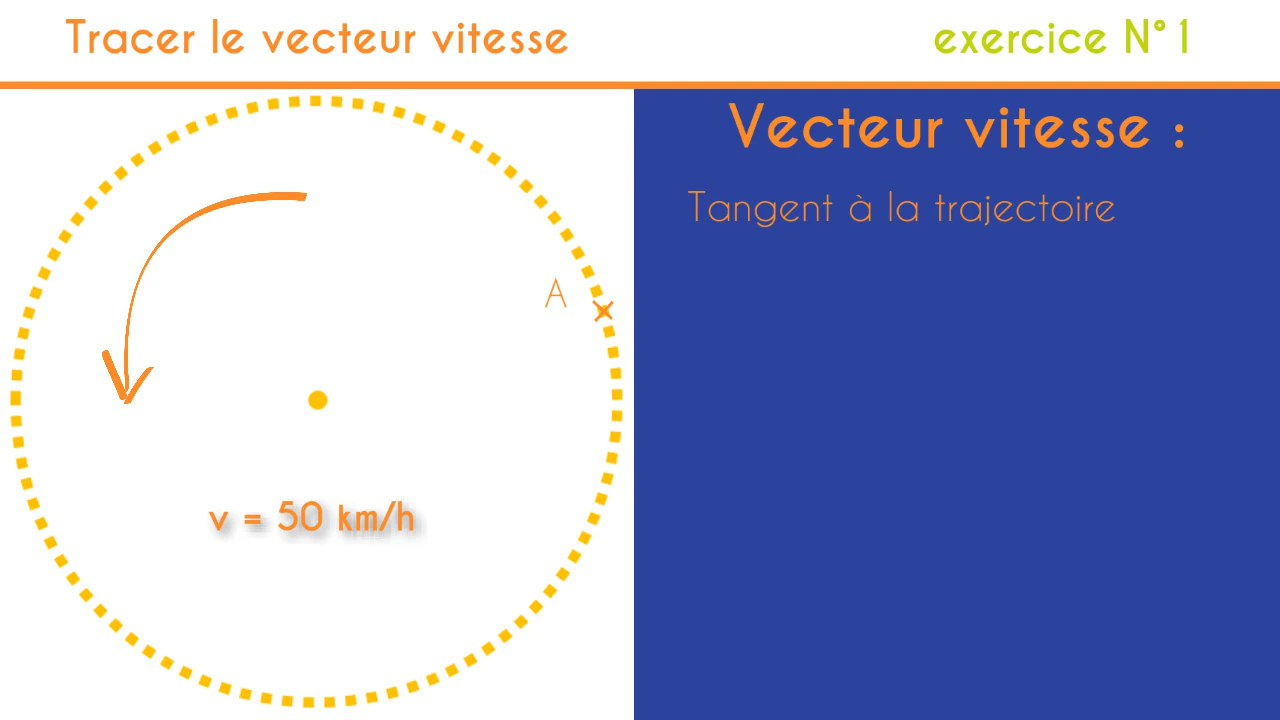 Tracer le vecteur vitesse
exercice N° 1
Vecteur vitesse :
Tangent à la trajectoire
A
v = 50 km/h